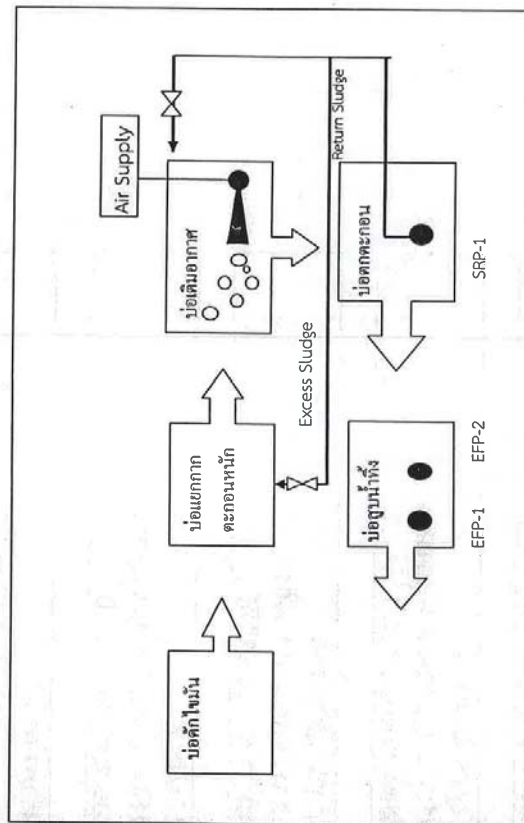 บ่อดักไขมัน
บ่อแยกกาก
ตะกอนหนัก
บ่อเติมอากาศ
Air Supply
Excess Sludge
Return Sludge
บ่อสูบน้ำทิ้ง
EFP-1
EFP-2
บ่อตกตะกอน
SRP-1